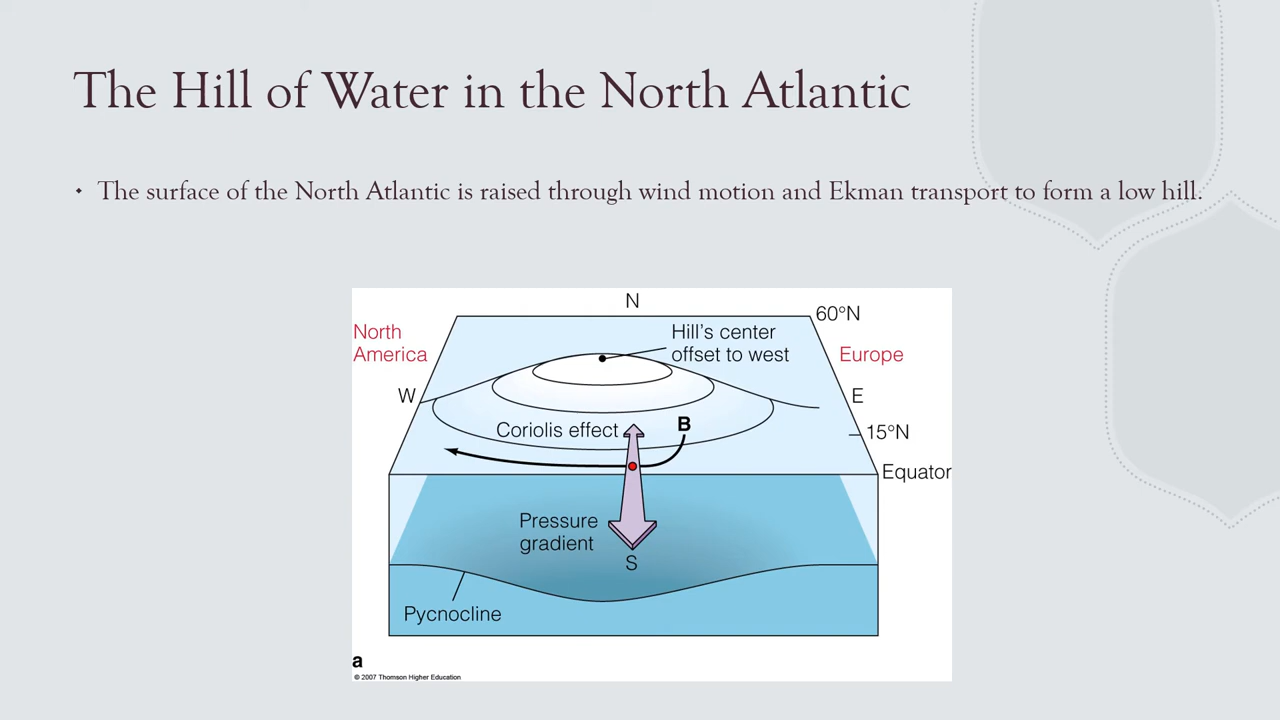 The Hill of Water in the North Atlantic
• The surface of the North Atlantic is raised through wind motion and Ekman transport to form a low hill.
N
60°N
North
America
Hill's center
offset to west
Europe
W
E
Coriolis effect
B
15°N
Equator
Pressure
gradient
S
Pycnocline
a
© 2007 Thomson Higher Education